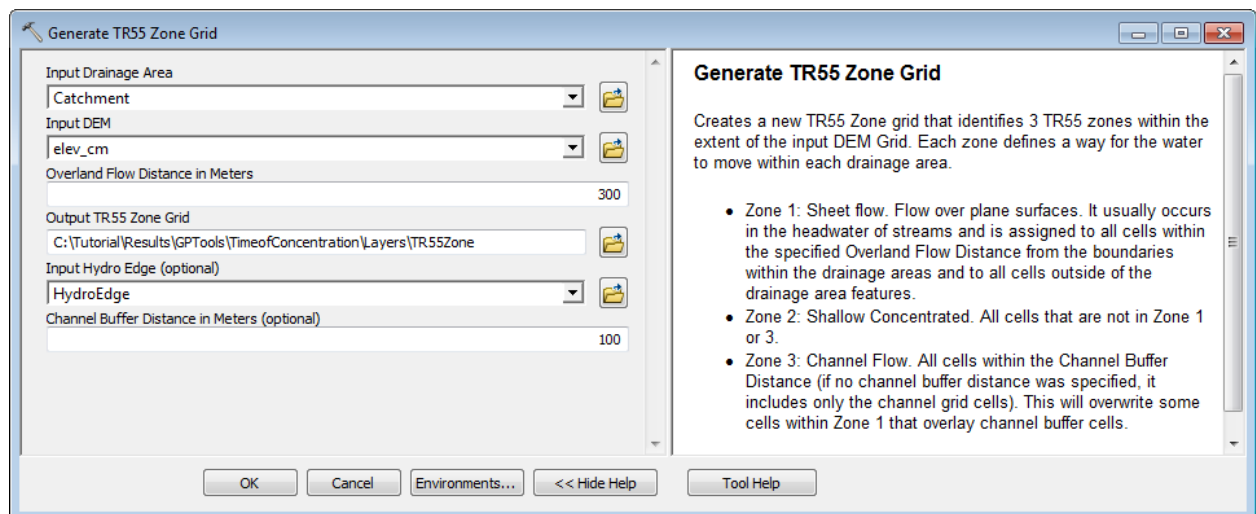 Generate TR55 Zone Grid
Input Drainage Area
Catchment
Input DEM
elev_cm
Overland Flow Distance in Meters
300
Output TR55 Zone Grid
C:\Tutorial\Results\GPTools\TimeofConcentration\Layers\TR55Zone
Input Hydro Edge (optional)
HydroEdge
Channel Buffer Distance in Meters (optional)
100
Generate TR55 Zone Grid
Creates a new TR55 Zone grid that identifies 3 TR55 zones within the
extent of the input DEM Grid. Each zone defines a way for the water
to move within each drainage area.
• Zone 1: Sheet flow. Flow over plane surfaces. It usually occurs
in the headwater of streams and is assigned to all cells within
the specified Overland Flow Distance from the boundaries
within the drainage areas and to all cells outside of the
drainage area features.
• Zone 2: Shallow Concentrated. All cells that are not in Zone 1
or 3.
• Zone 3: Channel Flow. All cells within the Channel Buffer
Distance (if no channel buffer distance was specified, it
includes only the channel grid cells). This will overwrite some
cells within Zone 1 that overlay channel buffer cells.
OK
Cancel
Environments...
<< Hide Help
Tool Help